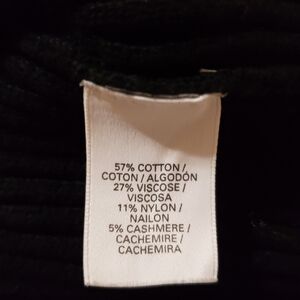 57% COTTON /
COTON / ALGODÓN
27% VISCOSE /
VISCOSA
11% NYLON /
NAILON
5% CASHMERE /
CACHEMIRE /
CACHEMIRA